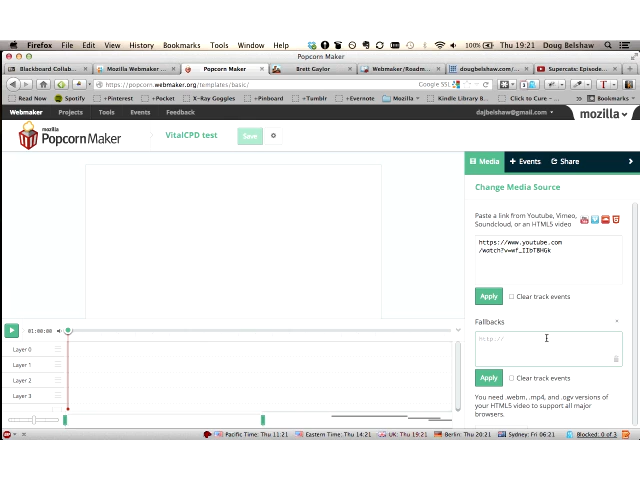 Firefox File Edit View History Bookmarks Tools Window Help 100% Thu 19:21 Doug Belshaw
Popcorn Maker
Blackboard Collab... Mozilla Webmaker ... Popcorn Maker Brett Gaylor Webmaker/Roadm... dougbelshaw.com/... Supercats: Episode...
https://popcorn.webmaker.org/templates/basic/ Google SSL
Read Now Spotify +Pinterest +Pocket X-Ray Goggles +Pinboard +Tumblr +Evernote Mozilla Kindle Library B... Click to Cure ... Bookmarks
Webmaker Projects Tools Events Feedback dajbelshaw@gmail.com mozilla
mozilla
PopcornMaker VitalCPD test Save
Media + Events Share
Change Media Source
Paste a link from Youtube, Vimeo,
Soundcloud, or an HTML5 video
https://www.youtube.com
Apply Clear track events
Fallbacks
http://
01:00:00
Layer 0
Layer 1
Layer 2
Layer 3
Apply Clear track events
You need .webm, .mp4, and .ogv versions of
your HTML5 video to support all major
browsers.
Pacific Time: Thu 11:21 Eastern Time: Thu 14:21 UK: Thu 19:21 Berlin: Thu 20:21 Sydney: Fri 06:21 Blocked: 0 of 3